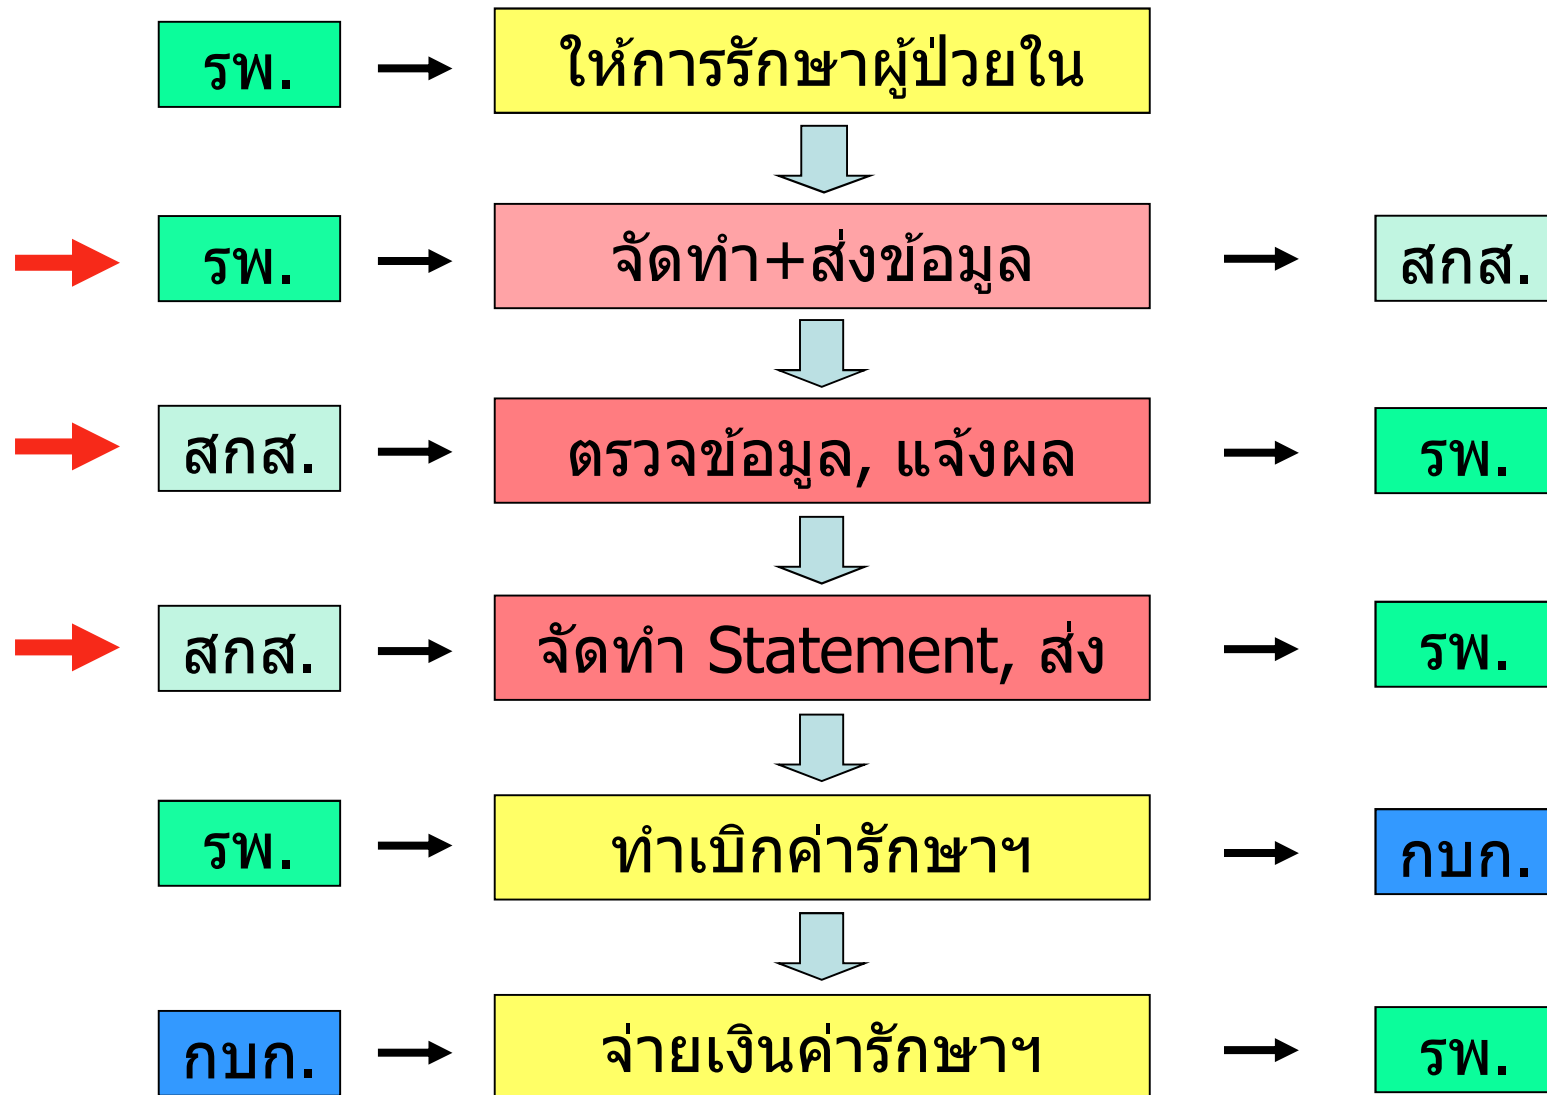 รพ. ให้การรักษาผู้ป่วยใน
รพ. จัดทำ+ส่งข้อมูล สกส.
สกส. ตรวจข้อมูล, แจ้งผล รพ.
สกส. จัดทำ Statement, ส่ง รพ.
รพ. ทำเบิกค่ารักษาฯ กบก.
กบก. จ่ายเงินค่ารักษาฯ รพ.